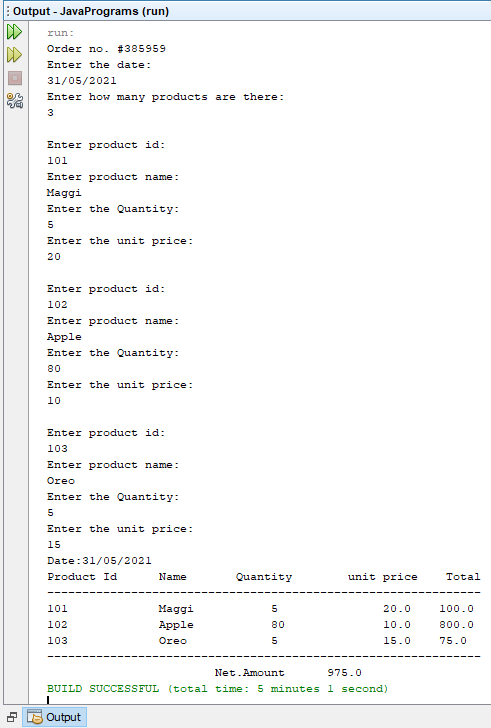 Output - JavaPrograms (run)
run:
Order no. #385959
Enter the date:
31/05/2021
Enter how many products are there:
3
Enter product id:
101
Enter product name:
Maggi
Enter the Quantity:
5
Enter the unit price:
20
Enter product id:
102
Enter product name:
Apple
Enter the Quantity:
80
Enter the unit price:
10
Enter product id:
103
Enter product name:
Oreo
Enter the Quantity:
5
Enter the unit price:
15
Date:31/05/2021
Product Id Name Quantity unit price Total
--------------------------------------------------------------
101 Maggi 5 20.0 100.0
102 Apple 80 10.0 800.0
103 Oreo 5 15.0 75.0
--------------------------------------------------------------
Net.Amount 975.0
BUILD SUCCESSFUL (total time: 5 minutes 1 second)
Output